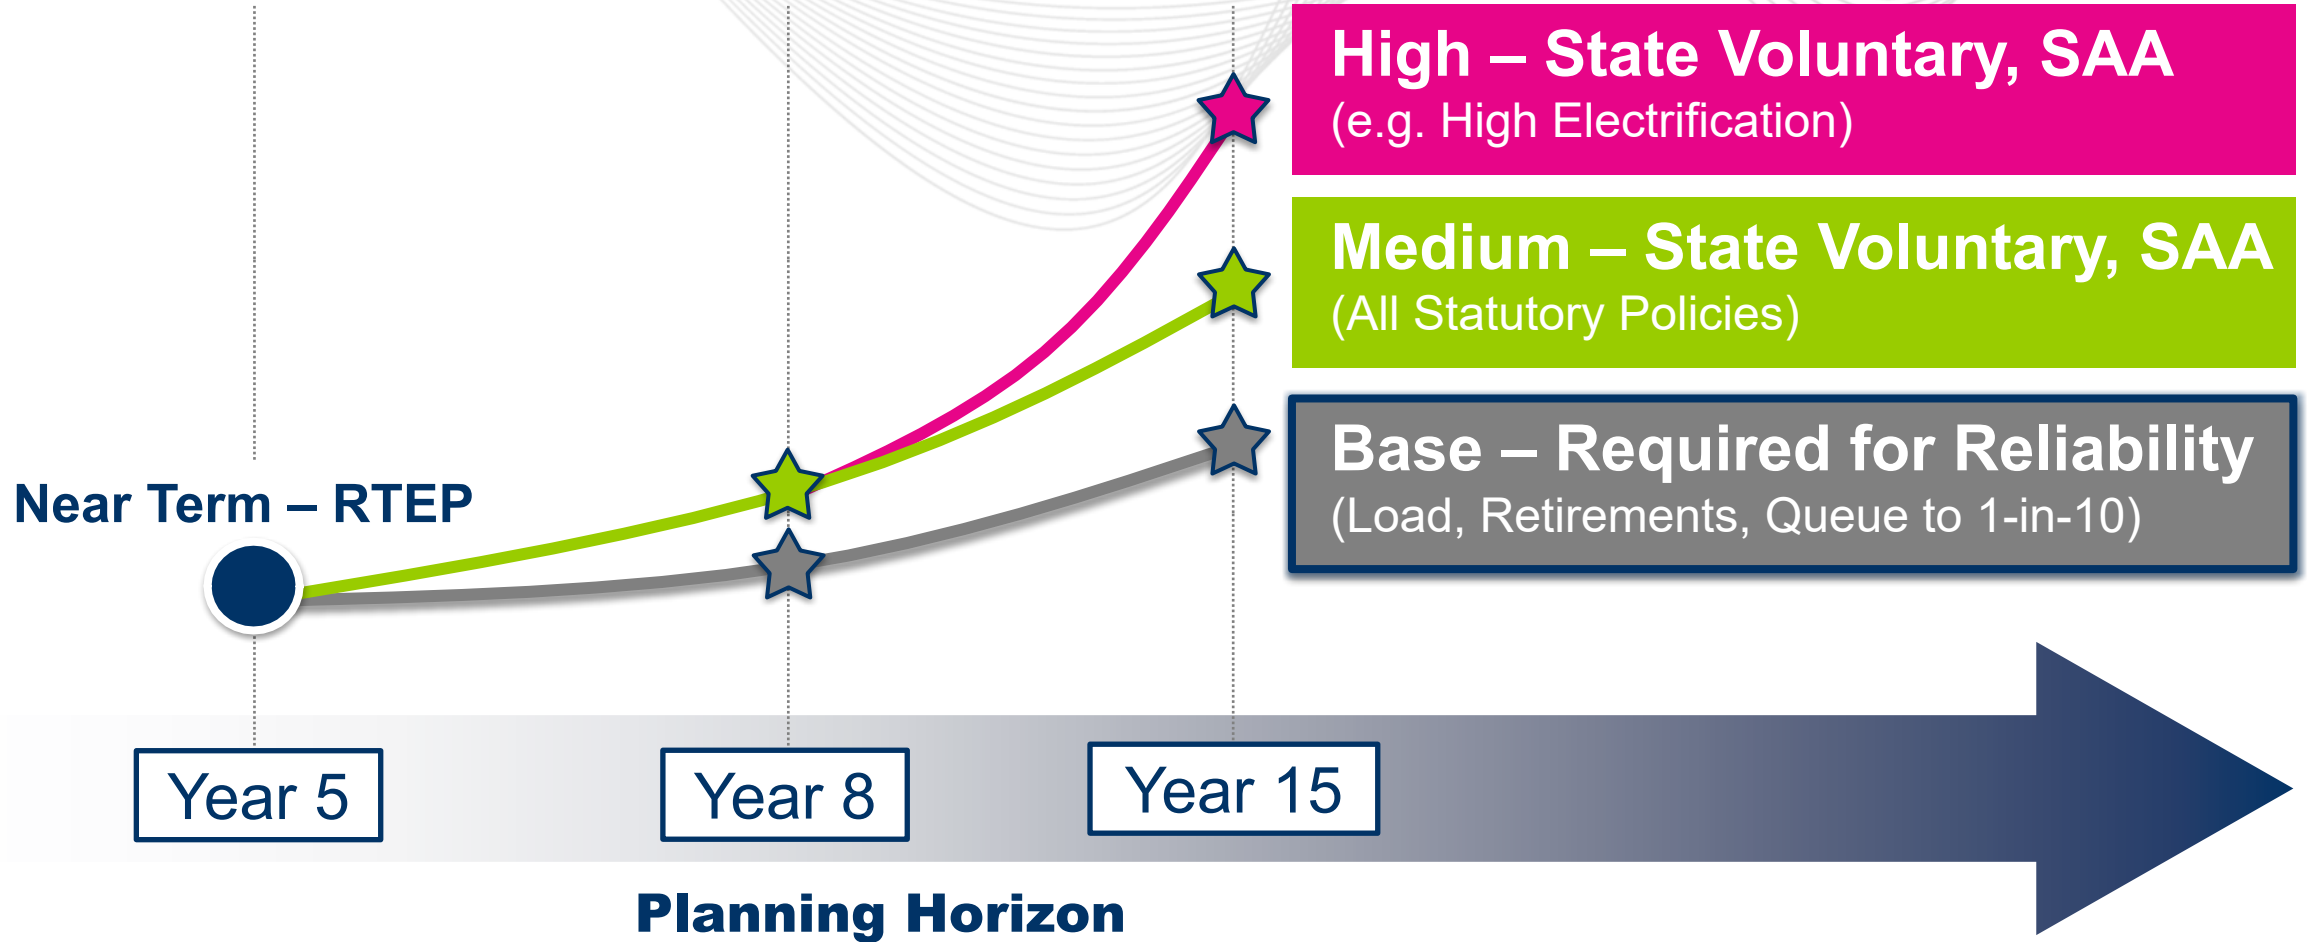 High – State Voluntary, SAA
(e.g. High Electrification)
Medium – State Voluntary, SAA
(All Statutory Policies)
Base – Required for Reliability
(Load, Retirements, Queue to 1-in-10)
Near Term – RTEP
Year 5
Year 8
Year 15
Planning Horizon